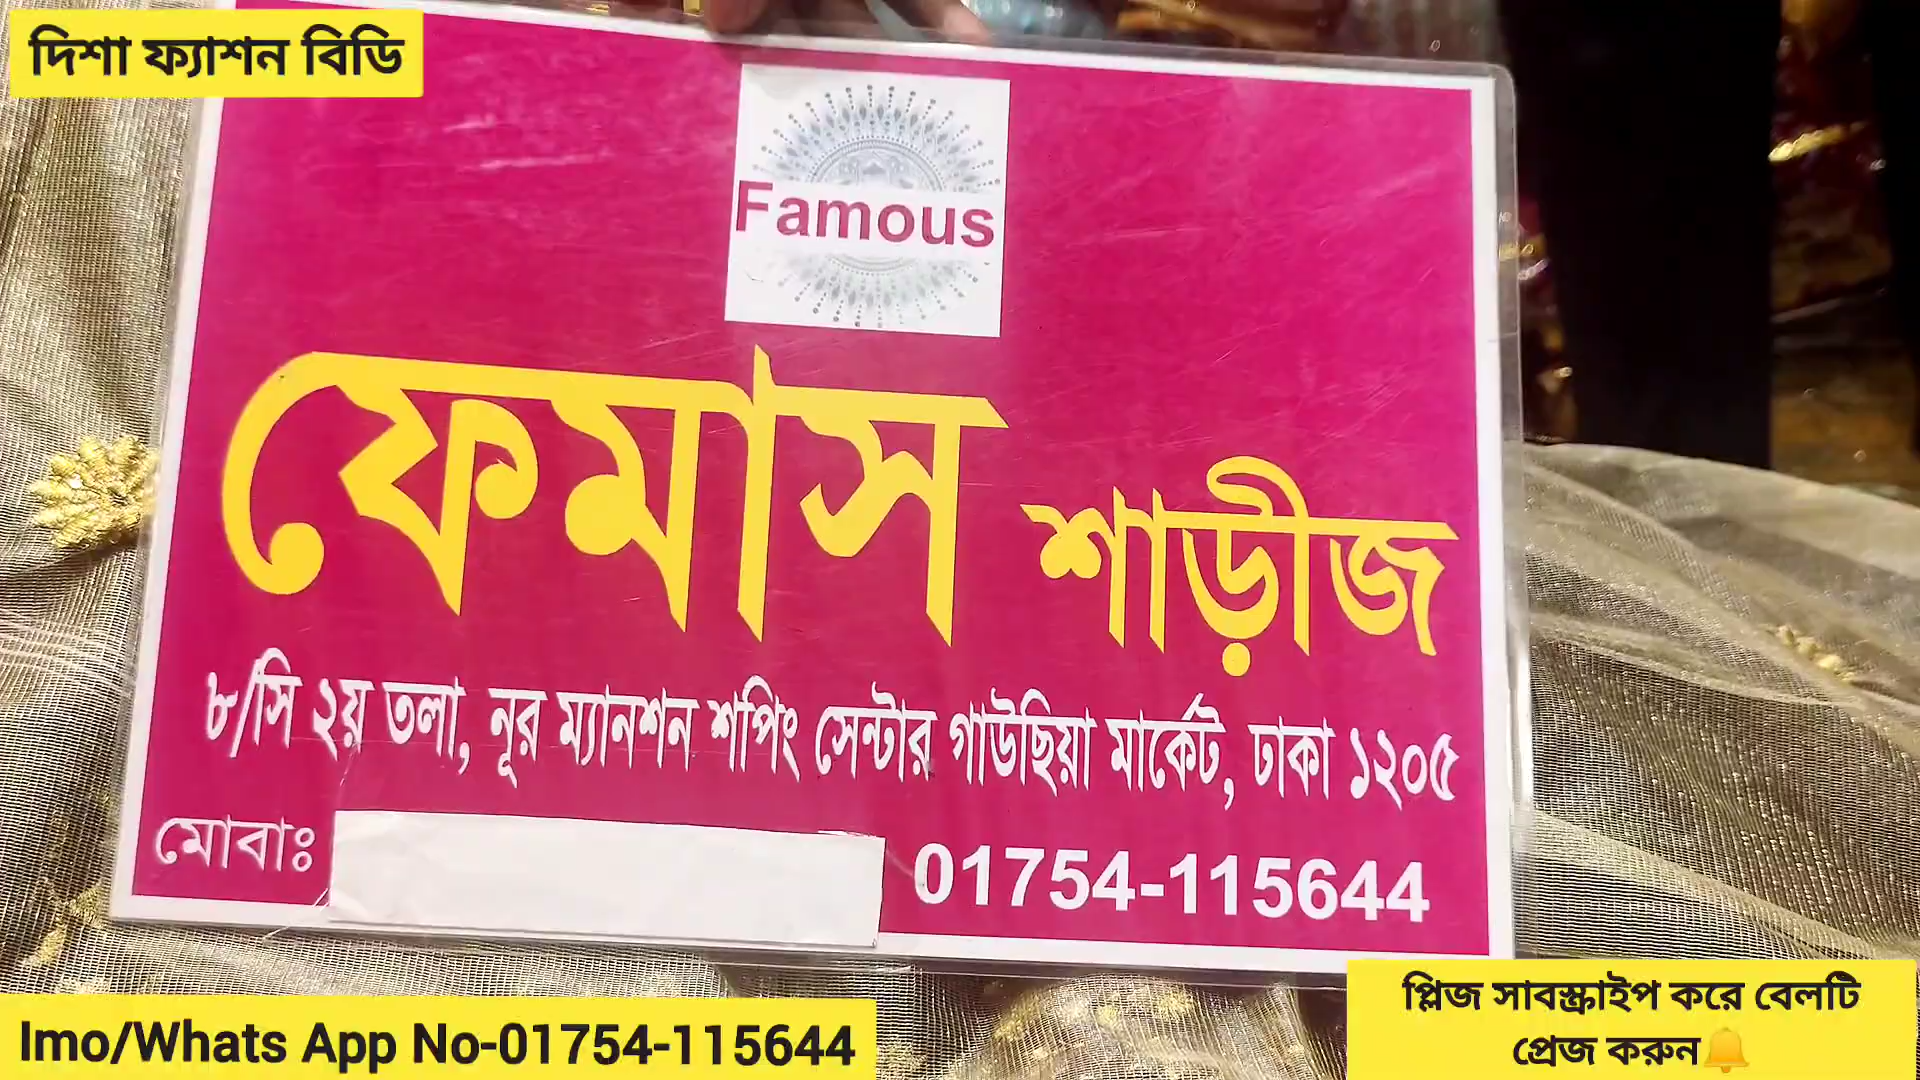 দিশা ফ্যাশন বিডি
Famous
ফেমাস শাড়ীজ
৮/সি ২য় তলা, নূর ম্যানশন শপিং সেন্টার গাউছিয়া মার্কেট, ঢাকা ১২০৫
মোবাঃ 01754-115644
Imo/Whats App No-01754-115644
প্লিজ সাবস্ক্রাইপ করে বেলটি
প্রেজ করুন🔔